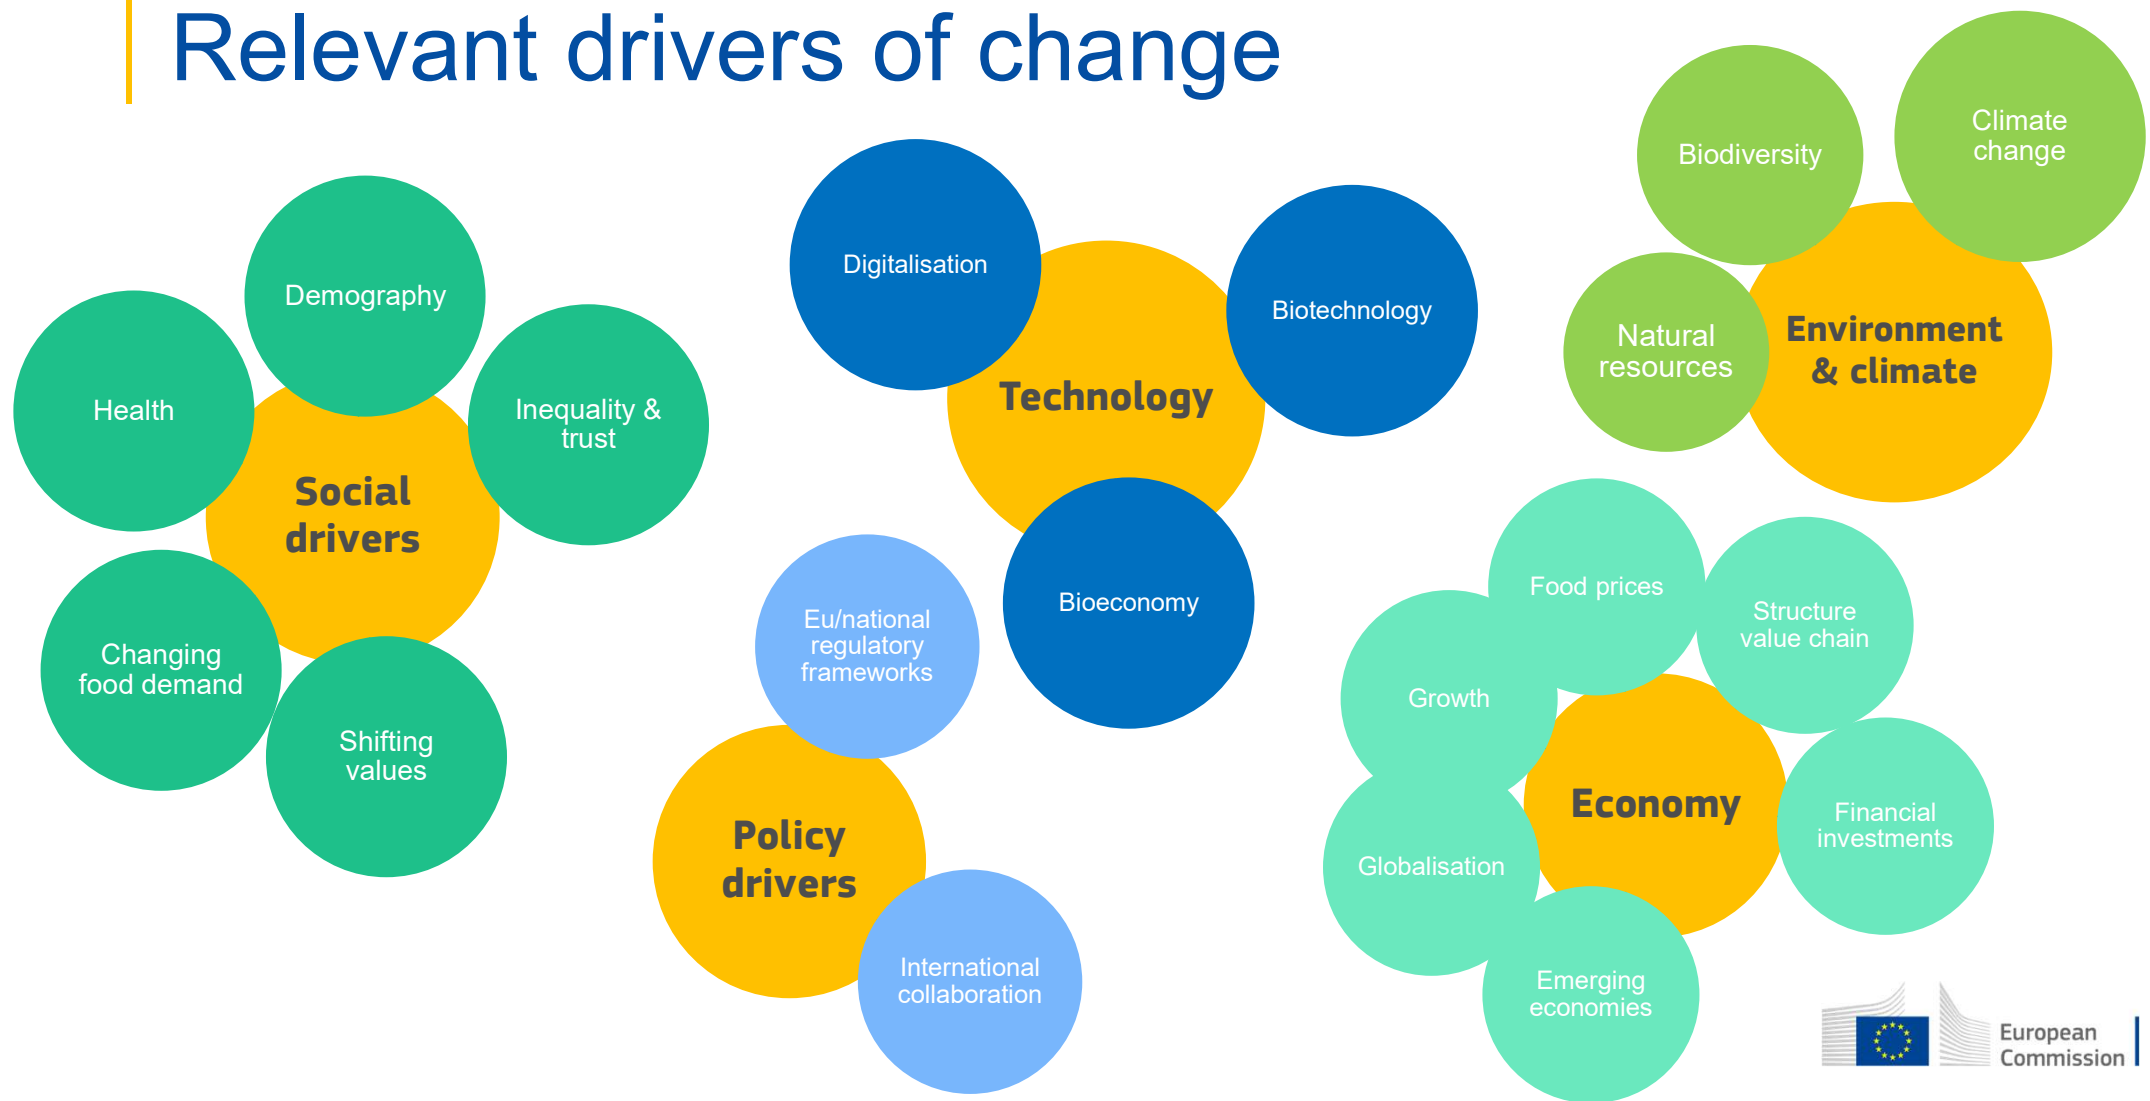 Relevant drivers of change
Demography
Health
Inequality &
trust
Social
drivers
Changing
food demand
Shifting
values
Digitalisation
Biotechnology
Technology
Bioeconomy
Eu/national
regulatory
frameworks
Policy
drivers
International
collaboration
Biodiversity
Climate
change
Natural
resources
Environment
& climate
Food prices
Structure
value chain
Growth
Economy
Financial
investments
Globalisation
Emerging
economies
European
Commission